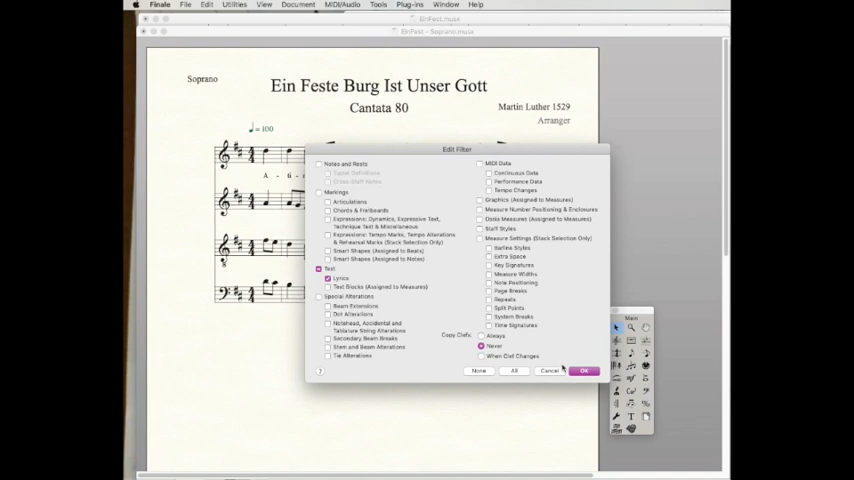 Finale File Edit Utilities View Document MIDI/Audio Tools Plug-ins Window Help
EinFest.musx
EinFest - Soprano.musx
Soprano
Ein Feste Burg Ist Unser Gott
Cantata 80
Martin Luther 1529
Arranger
= 100
A - ti -
Edit Filter
Notes and Rests
Tuplet Definitions
Cross-Staff Notes
Markings
Articulations
Chords & Fretboards
Expressions: Dynamics, Expressive Text,
Technique Text & Miscellaneous
Expressions: Tempo Marks, Tempo Alterations
& Rehearsal Marks (Stack Selection Only)
Smart Shapes (Assigned to Beats)
Smart Shapes (Assigned to Notes)
Text
Lyrics
Text Blocks (Assigned to Measures)
Special Alterations
Beam Extensions
Dot Alterations
Notehead, Accidental and
Tablature String Alterations
Secondary Beam Breaks
Stem and Beam Alterations
Tie Alterations
MIDI Data
Continuous Data
Performance Data
Tempo Changes
Graphics (Assigned to Measures)
Measure Number Positioning & Enclosures
Ossia Measures (Assigned to Measures)
Staff Styles
Measure Settings (Stack Selection Only)
Barline Styles
Extra Space
Key Signatures
Measure Widths
Note Positioning
Page Breaks
Repeats
Split Points
System Breaks
Time Signatures
Copy Clefs: Always
Never
When Clef Changes
? None All Cancel OK
Main